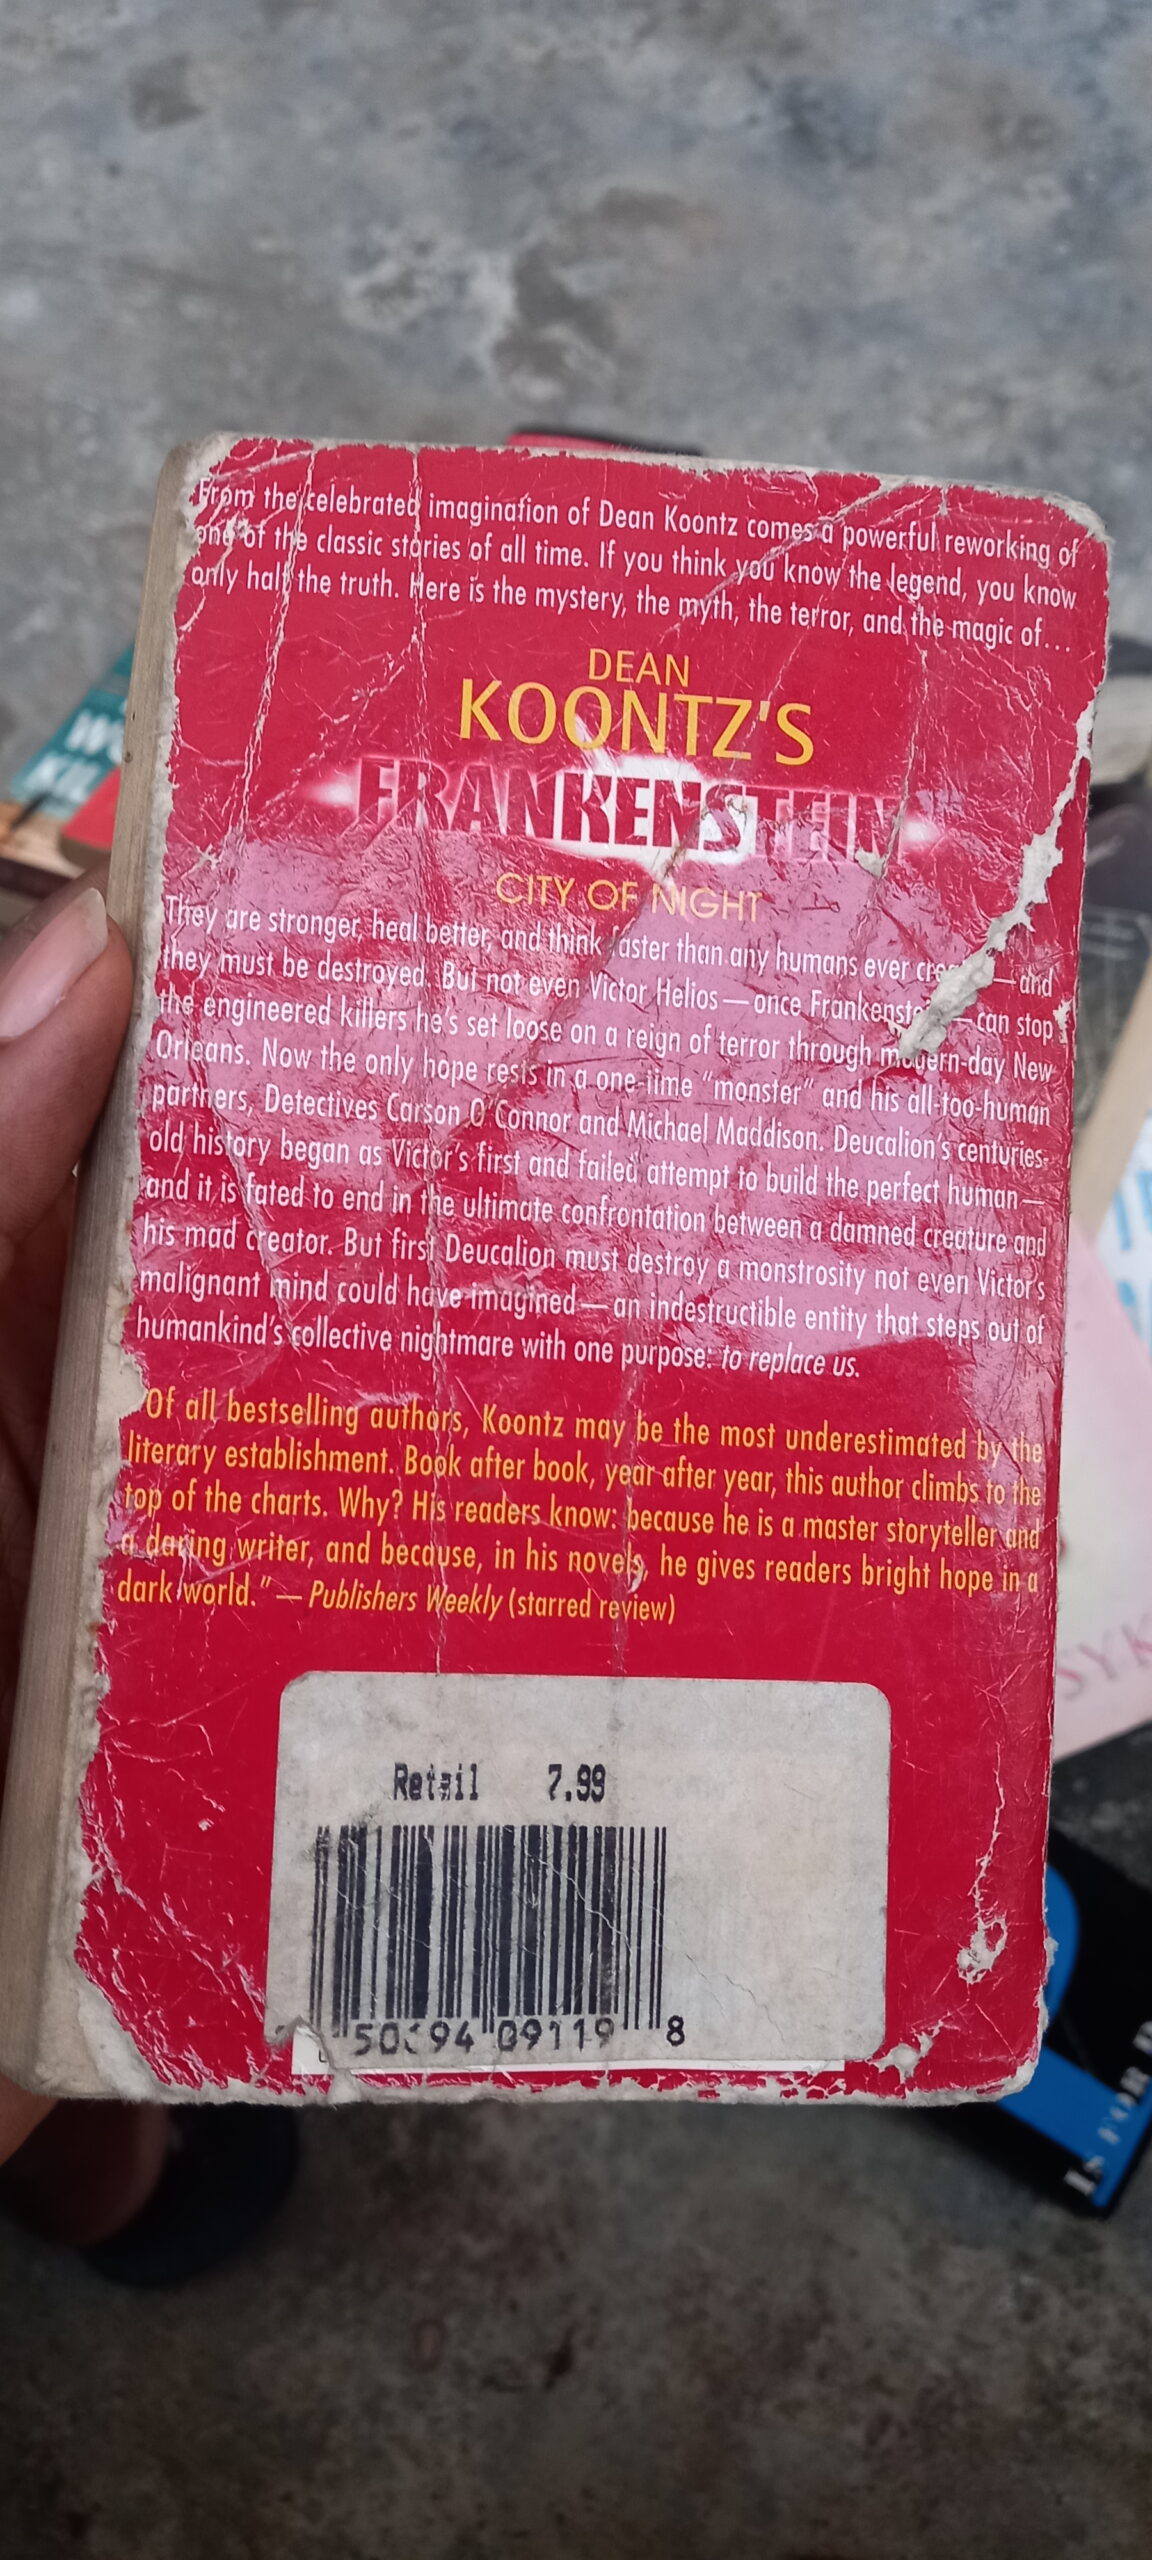 From the celebrated imagination of Dean Koontz comes a powerful reworking of
one of the classic stories of all time. If you think you know the legend, you know
only half the truth. Here is the mystery, the myth, the terror, and the magic of...
DEAN
KOONTZ'S
FRANKENSTEIN
CITY OF NIGHT
They are stronger, heal better, and think faster than any humans ever —and
they must be destroyed. But not even Victor Helios—once —can stop
the engineered killers he's set loose on a reign of terror through modern-day New
Orleans. Now the only hope rests in a one-time "monster" and his all-too-human
partners, Detectives Carson O'Connor and Michael Maddison. Deucalion's centuries-
old history began as Victor's first and failed attempt to build the perfect human—
and it is fated to end in the ultimate confrontation between a damned creature and
his mad creator. But first Deucalion must destroy a monstrosity not even Victor's
malignant mind could have imagined—an indestructible entity that steps out of
humankind's collective nightmare with one purpose: to replace us.
"Of all bestselling authors, Koontz may be the most underestimated by the
literary establishment. Book after book, year after year, this author climbs to the
top of the charts. Why? His readers know: because he is a master storyteller and
a daring writer, and because, in his novels, he gives readers bright hope in a
dark world."—Publishers Weekly (starred review)
Retail 7.99
09119 8
IS FOR